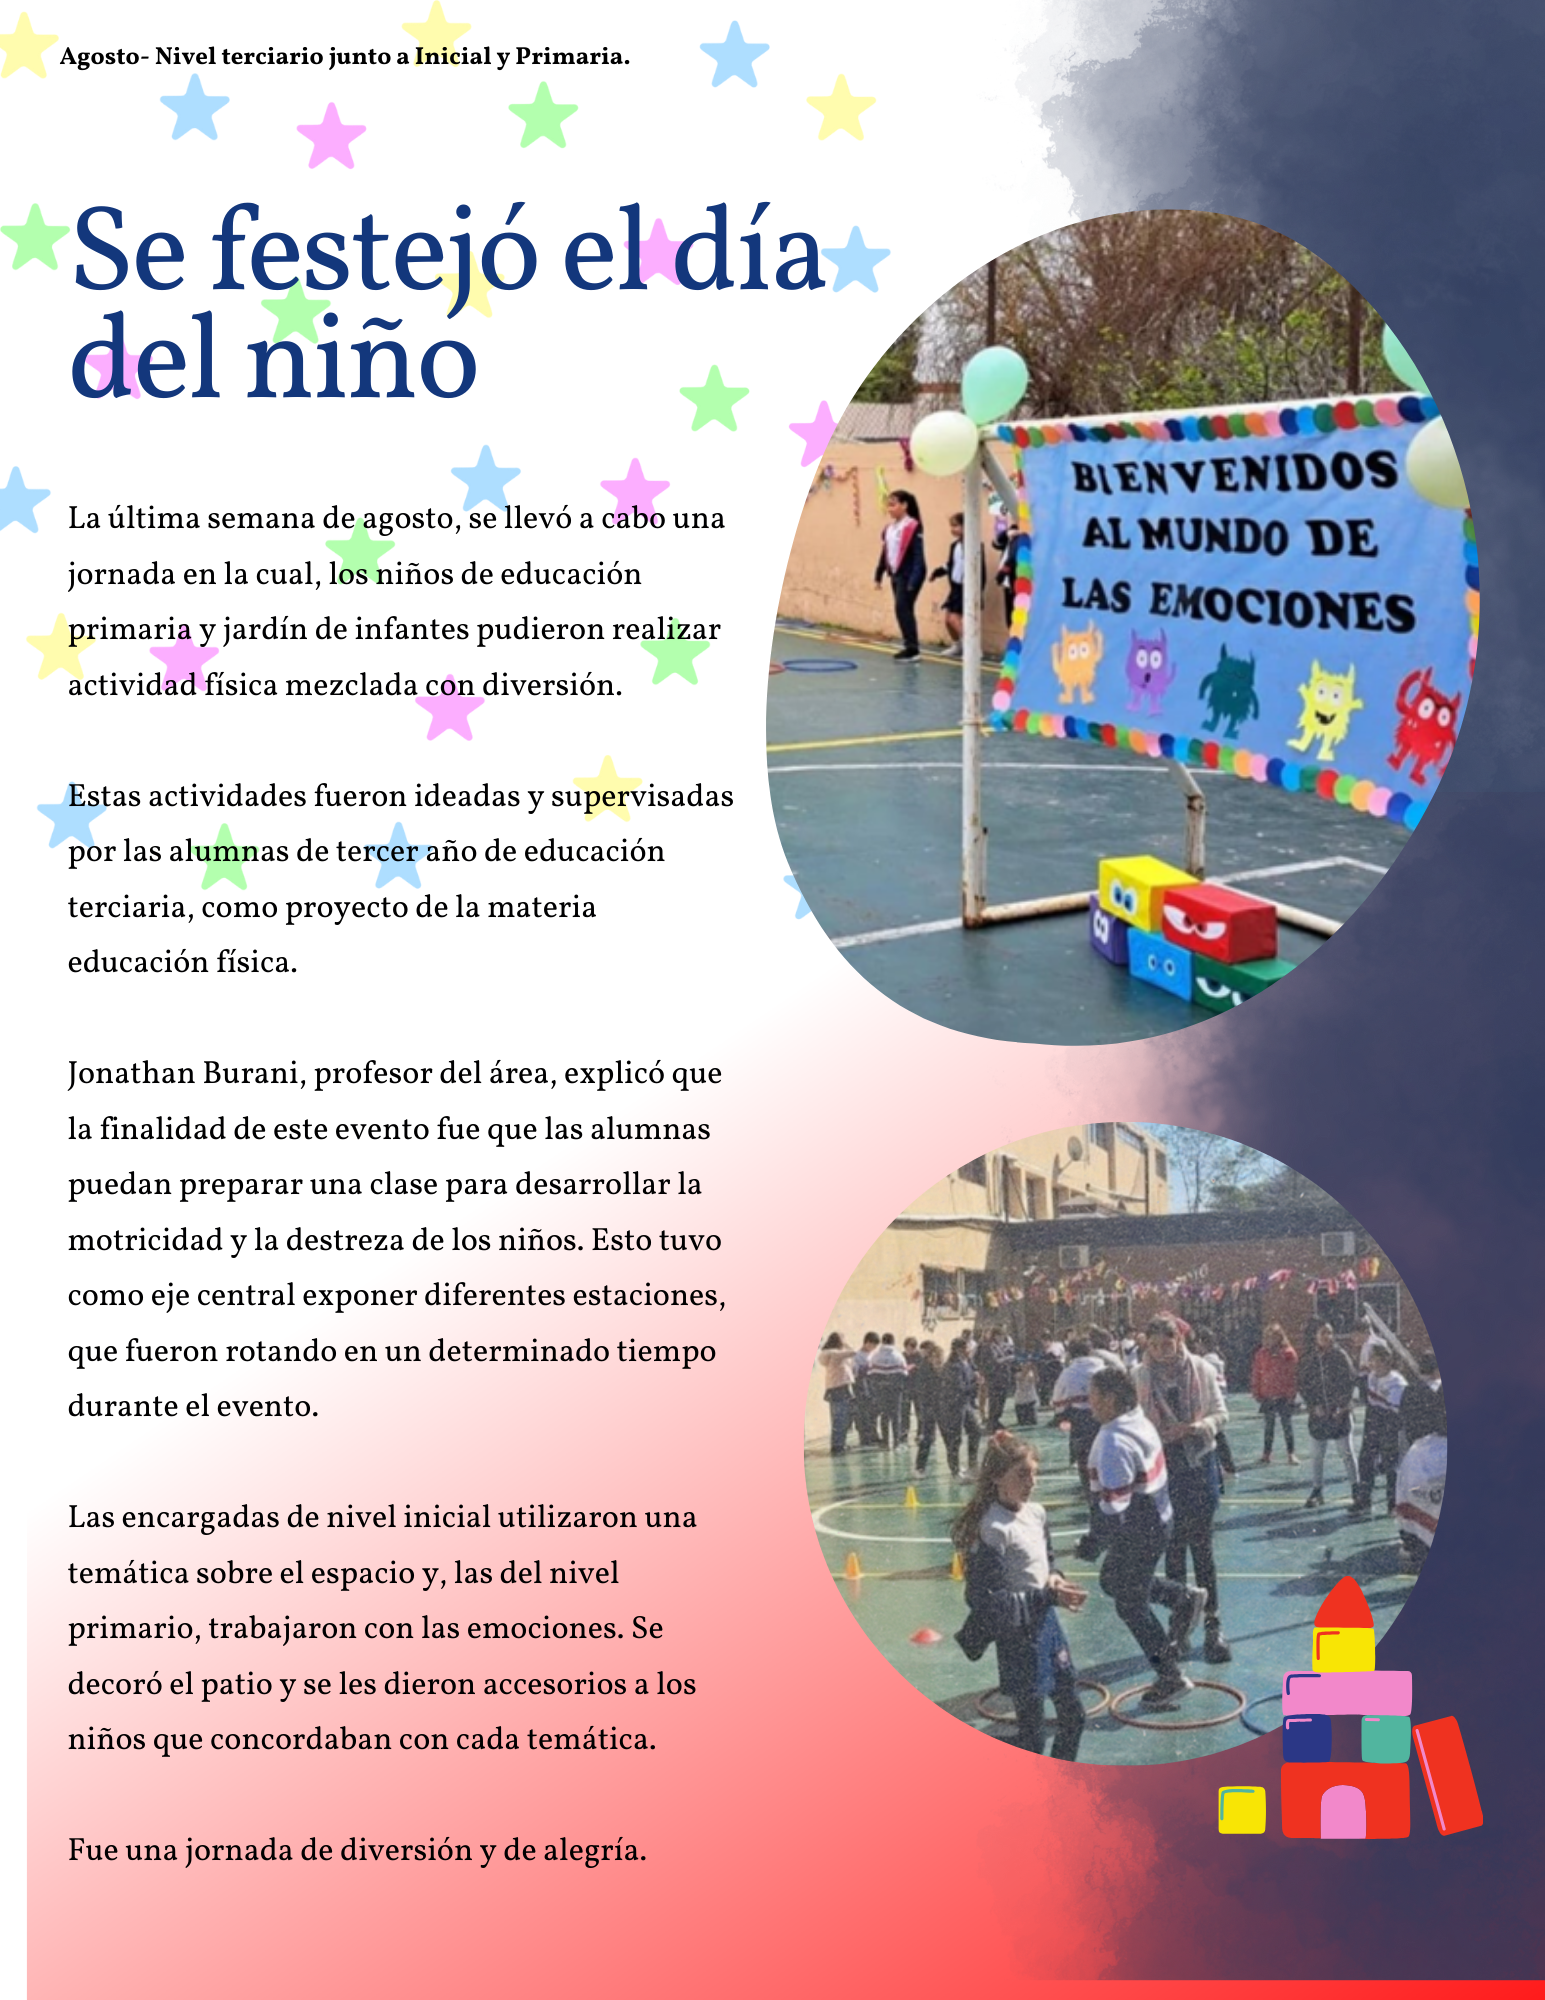 Agosto- Nivel terciario junto a Inicial y Primaria.
Se festejó el día
del niño
La última semana de agosto, se llevó a cabo una
jornada en la cual, los niños de educación
primaria y jardín de infantes pudieron realizar
actividad física mezclada con diversión.
Estas actividades fueron ideadas y supervisadas
por las alumnas de tercer año de educación
terciaria, como proyecto de la materia
educación física.
Jonathan Burani, profesor del área, explicó que
la finalidad de este evento fue que las alumnas
puedan preparar una clase para desarrollar la
motricidad y la destreza de los niños. Esto tuvo
como eje central exponer diferentes estaciones,
que fueron rotando en un determinado tiempo
durante el evento.
Las encargadas de nivel inicial utilizaron una
temática sobre el espacio y, las del nivel
primario, trabajaron con las emociones. Se
decoró el patio y se les dieron accesorios a los
niños que concordaban con cada temática.
Fue una jornada de diversión y de alegría.
BIENVENIDOS
AL MUNDO DE
LAS EMOCIONES